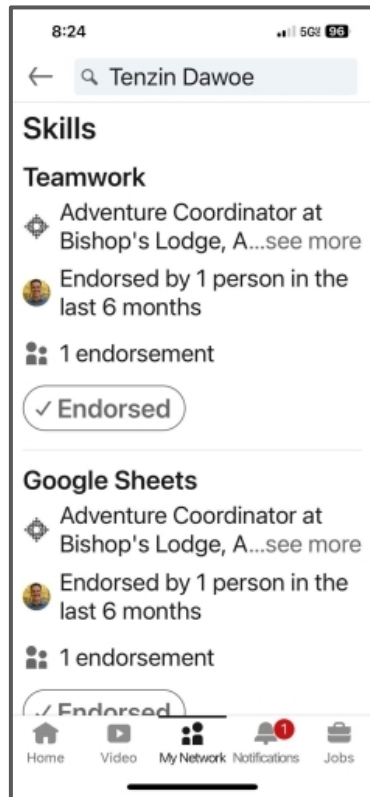 8:24
5G 96
Tenzin Dawoe
Skills
Teamwork
Adventure Coordinator at
Bishop's Lodge, A...see more
Endorsed by 1 person in the
last 6 months
1 endorsement
✓ Endorsed
Google Sheets
Adventure Coordinator at
Bishop's Lodge, A...see more
Endorsed by 1 person in the
last 6 months
1 endorsement
✓ Endorsed
1
Home Video My Network Notifications Jobs